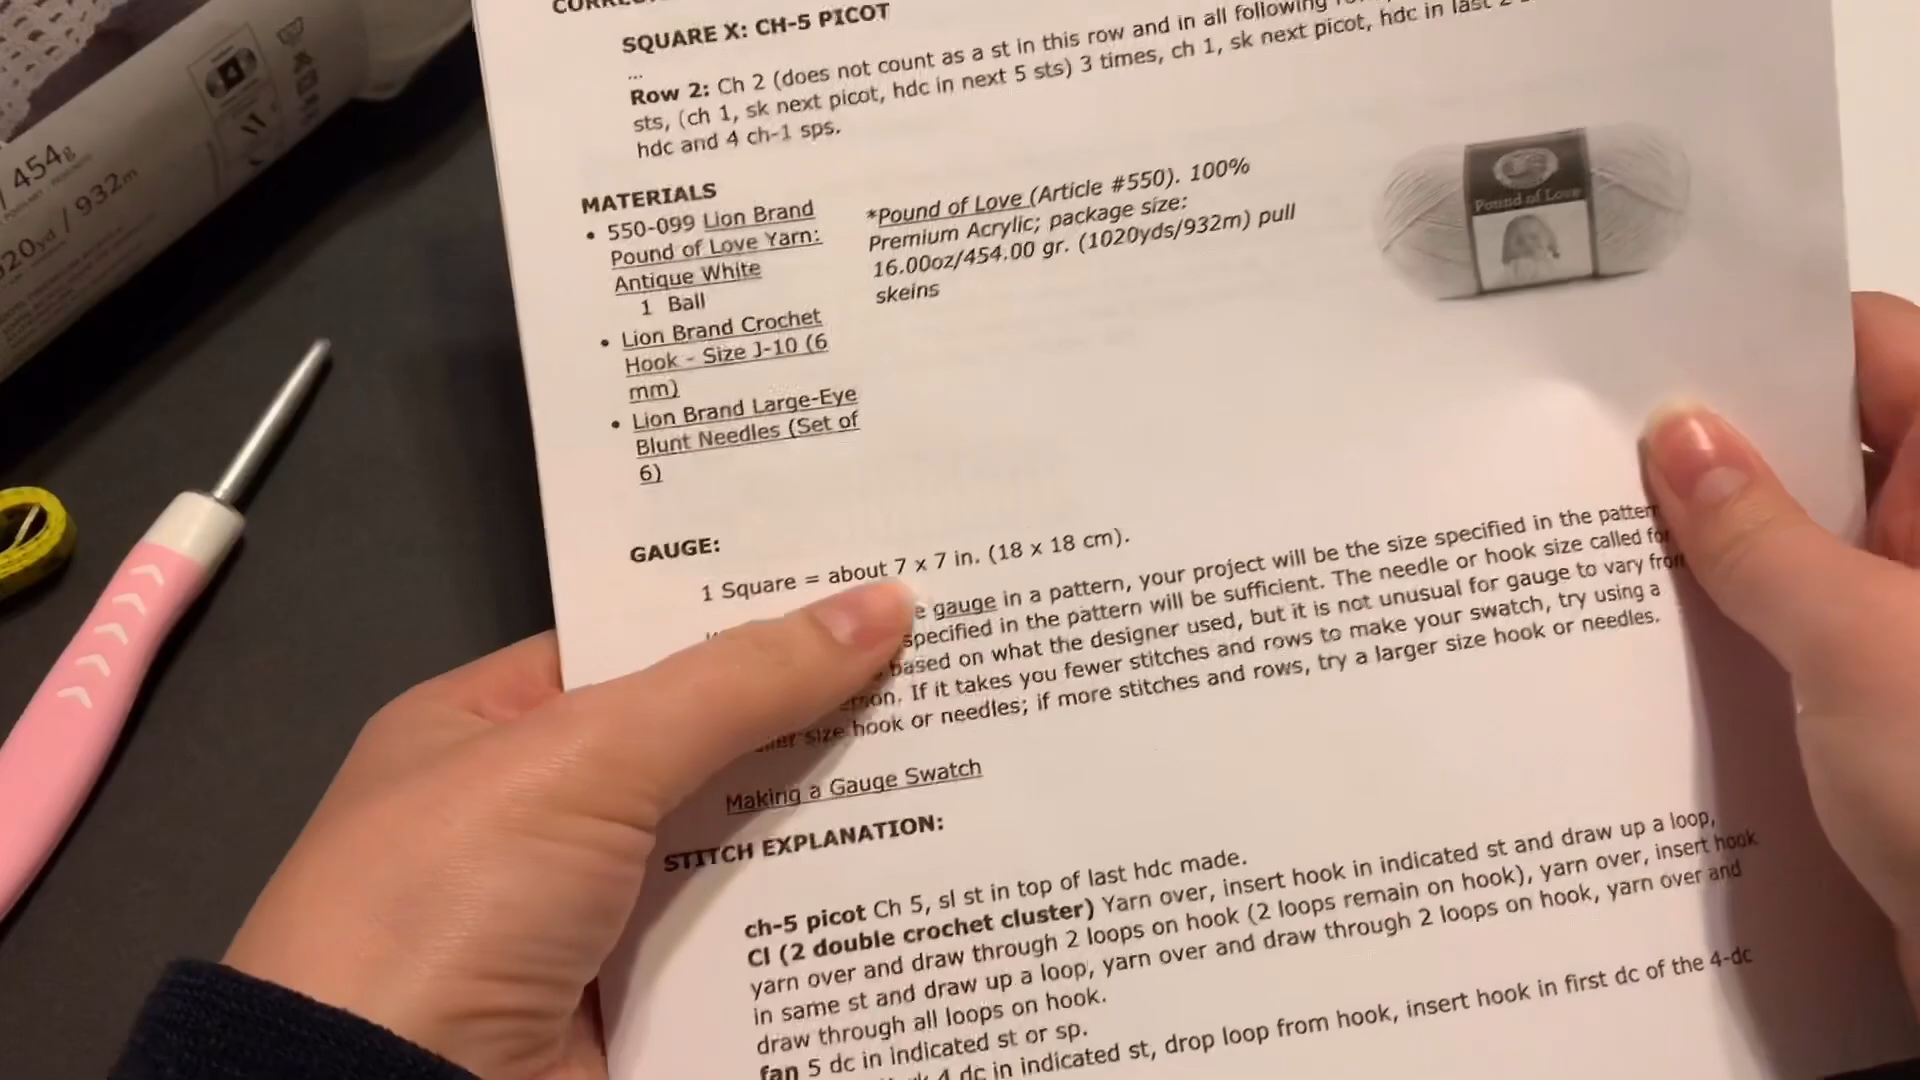 SQUARE X: CH-5 PICOT
...
Row 2: Ch 2 (does not count as a st in this row and in all following
sts, (ch 1, sk next picot, hdc in next 5 sts) 3 times, ch 1, sk next picot, hdc in last 2
hdc and 4 ch-1 sps.
MATERIALS
• 550-099 Lion Brand
Pound of Love Yarn:
Antique White
1 Ball
• Lion Brand Crochet
Hook - Size J-10 (6
mm)
• Lion Brand Large-Eye
Blunt Needles (Set of
6)
*Pound of Love (Article #550). 100%
Premium Acrylic; package size:
16.00oz/454.00 gr. (1020yds/932m) pull
skeins
Pound of Love
GAUGE:
1 Square = about 7 x 7 in. (18 x 18 cm).
gauge in a pattern, your project will be the size specified in the pattern
specified in the pattern will be sufficient. The needle or hook size called for
based on what the designer used, but it is not unusual for gauge to vary from
If it takes you fewer stitches and rows to make your swatch, try using a
size hook or needles; if more stitches and rows, try a larger size hook or needles.
Making a Gauge Swatch
STITCH EXPLANATION:
ch-5 picot Ch 5, sl st in top of last hdc made.
Cl (2 double crochet cluster) Yarn over, insert hook in indicated st and draw up a loop,
yarn over and draw through 2 loops on hook (2 loops remain on hook), yarn over, insert hook
in same st and draw up a loop, yarn over and draw through 2 loops on hook, yarn over and
draw through all loops on hook.
fan 5 dc in indicated st or sp.
4 dc in indicated st, drop loop from hook, insert hook in first dc of the 4-dc
454g
020yd / 932m